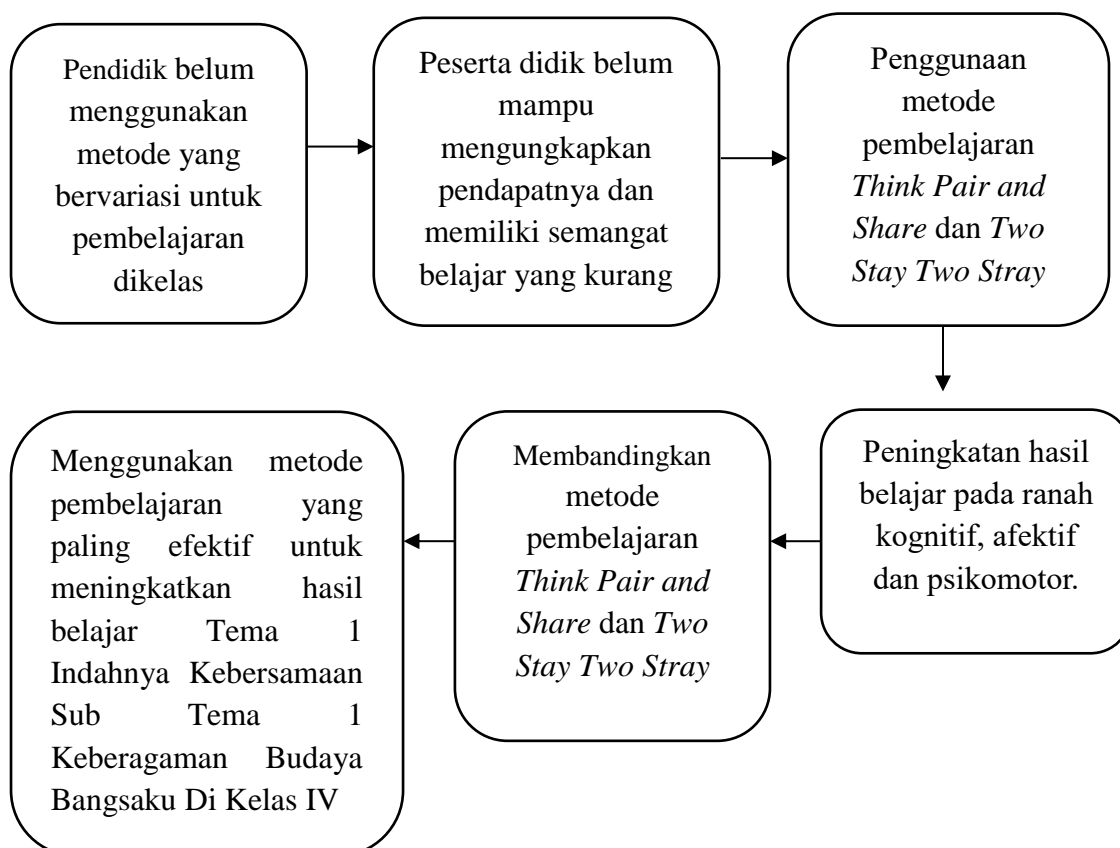 Pendidik belum
menggunakan
metode yang
bervariasi untuk
pembelajaran
dikelas
Peserta didik belum
mampu
mengungkapkan
pendapatnya dan
memiliki semangat
belajar yang kurang
Penggunaan
metode
pembelajaran
Think Pair and
Share dan Two
Stay Two Stray
Peningkatan hasil
belajar pada ranah
kognitif, afektif
dan psikomotor.
Membandingkan
metode
pembelajaran
Think Pair and
Share dan Two
Stay Two Stray
Menggunakan metode
pembelajaran yang
paling efektif untuk
meningkatkan hasil
belajar Tema 1
Indahnya Kebersamaan
Sub Tema 1
Keberagaman Budaya
Bangsaku Di Kelas IV